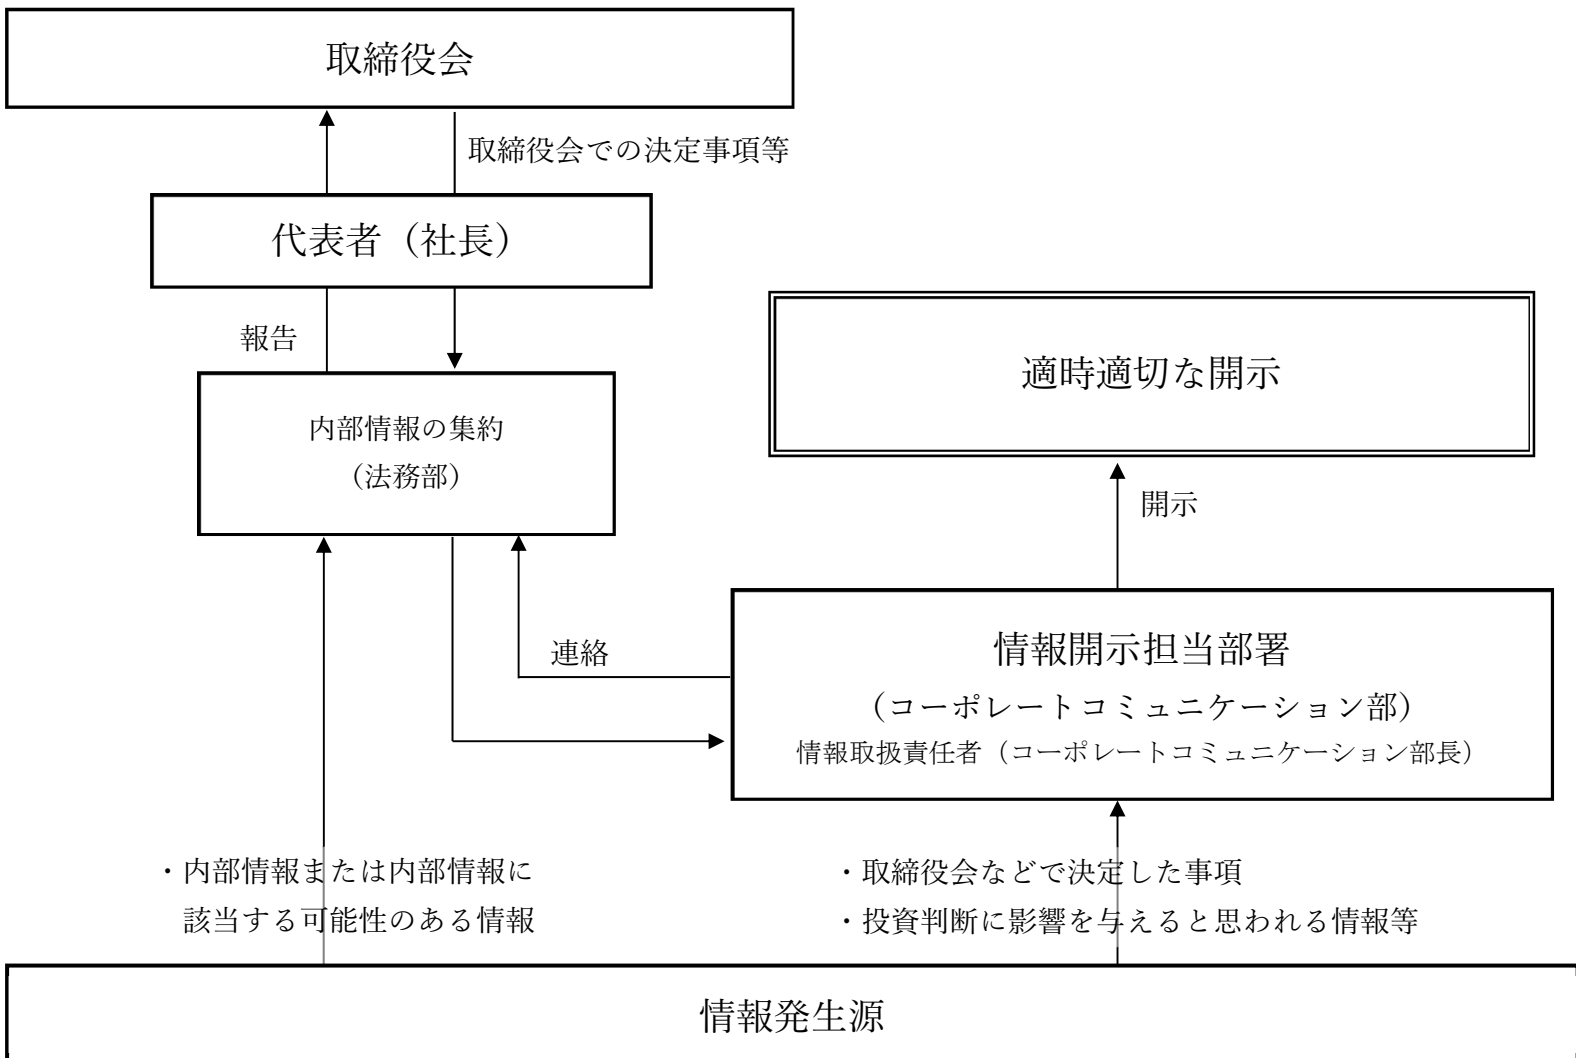 取締役会
取締役会での決定事項等
代表者（社長）
報告
適時適切な開示
内部情報の集約
（法務部）
開示
連絡
情報開示担当部署
（コーポレートコミュニケーション部）
情報取扱責任者（コーポレートコミュニケーション部長）
・内部情報または内部情報に
該当する可能性のある情報
・取締役会などで決定した事項
・投資判断に影響を与えると思われる情報等
情報発生源